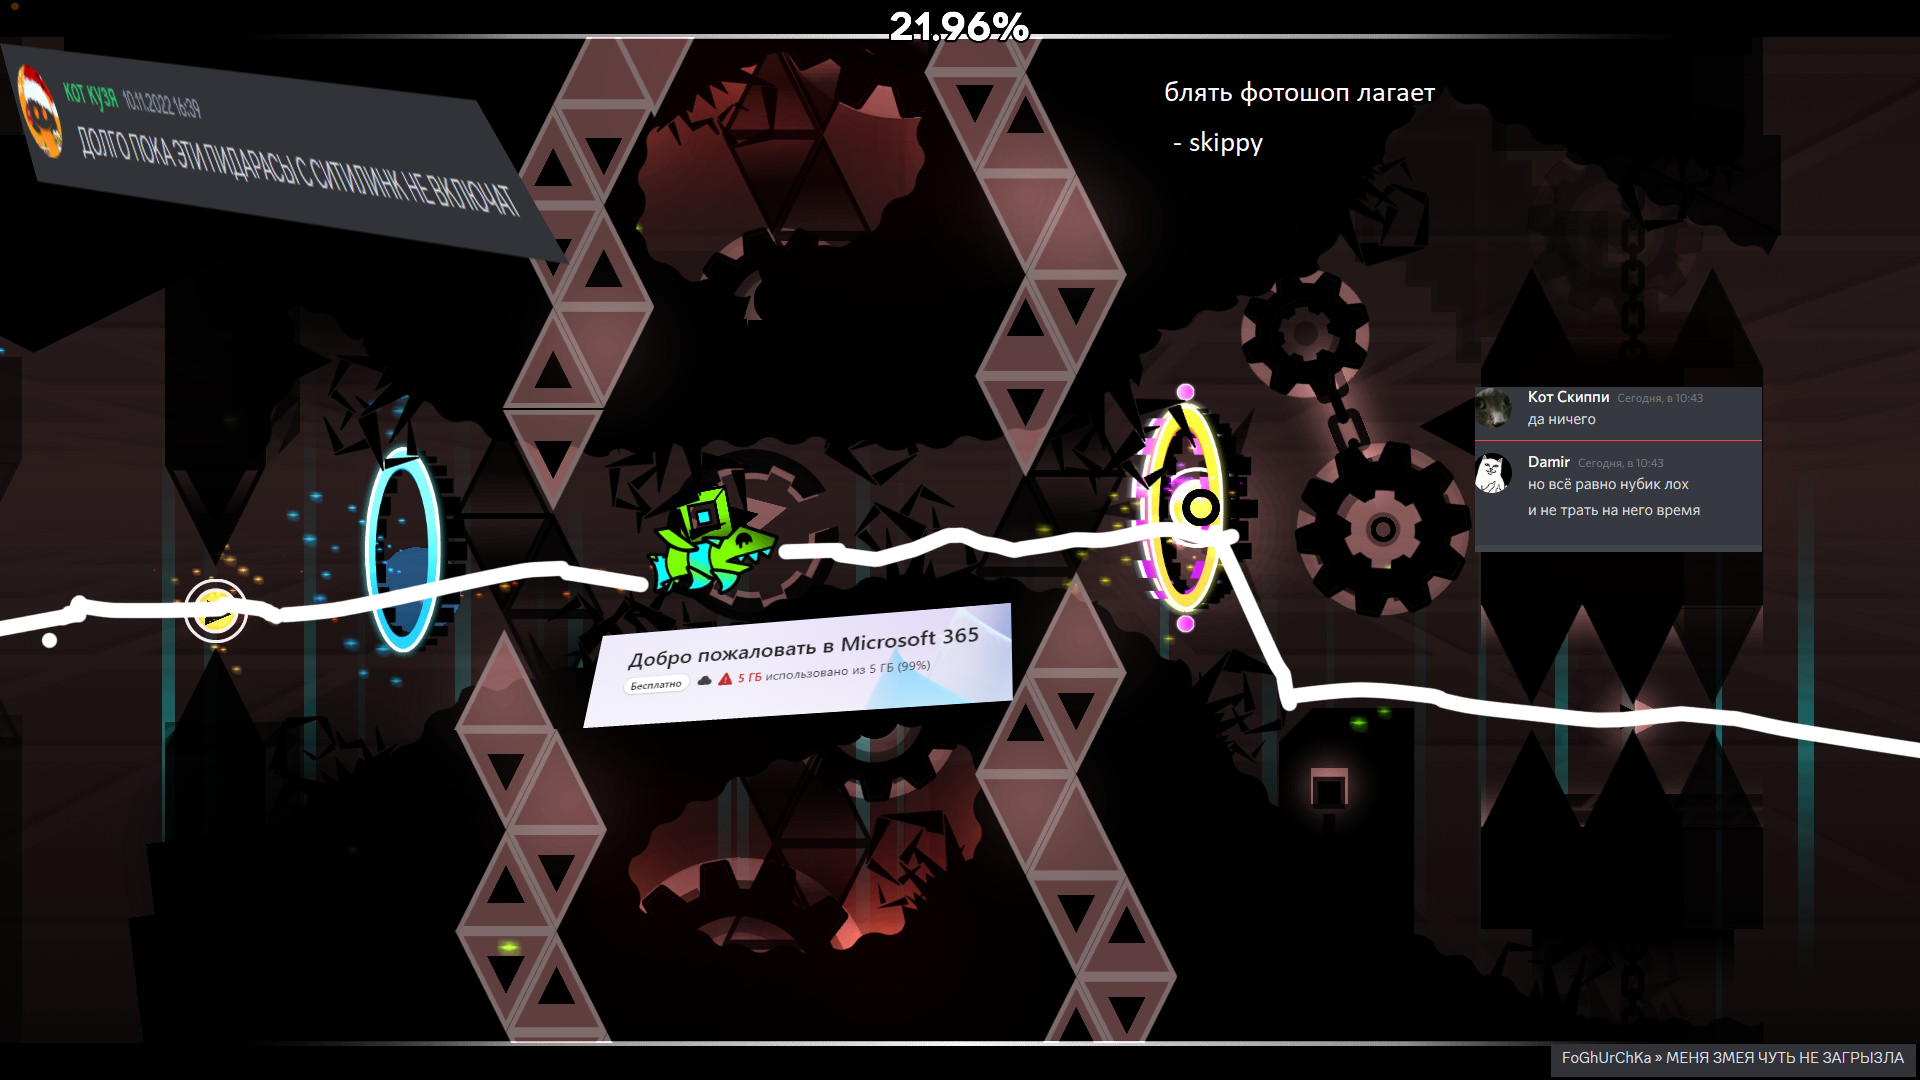 21.96%
кот кузя 10.11.2022 16:39
ДОЛГО ПОКА ЭТИ ПИДАРАСЫ С СИТИЛИНК НЕ ВКЛЮЧАТ
блять фотошоп лагает
- skippy
Кот Скиппи Сегодня, в 10:43
да ничего
Damir Сегодня, в 10:43
но всё равно нубик лох
и не трать на него время
Добро пожаловать в Microsoft 365
Бесплатно 5 ГБ использовано из 5 ГБ (99%)
FoGhUrChKa » МЕНЯ ЗМЕЯ ЧУТЬ НЕ ЗАГРЫЗЛА